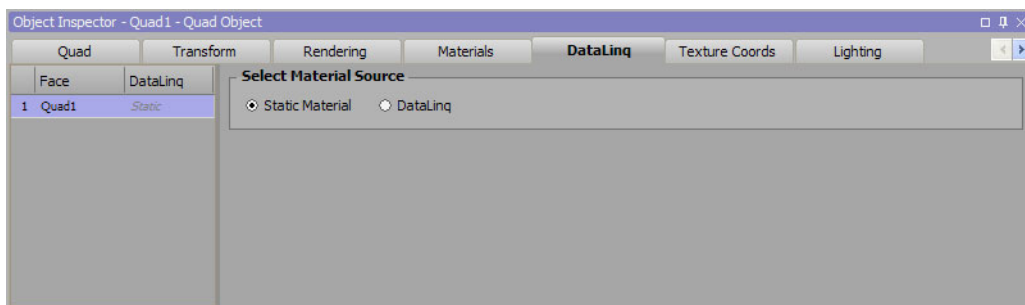 Object Inspector - Quad1 - Quad Object
Quad Transform Rendering Materials DataLinq Texture Coords Lighting
Face DataLinq
1 Quad1 Static
Select Material Source
Static Material DataLinq